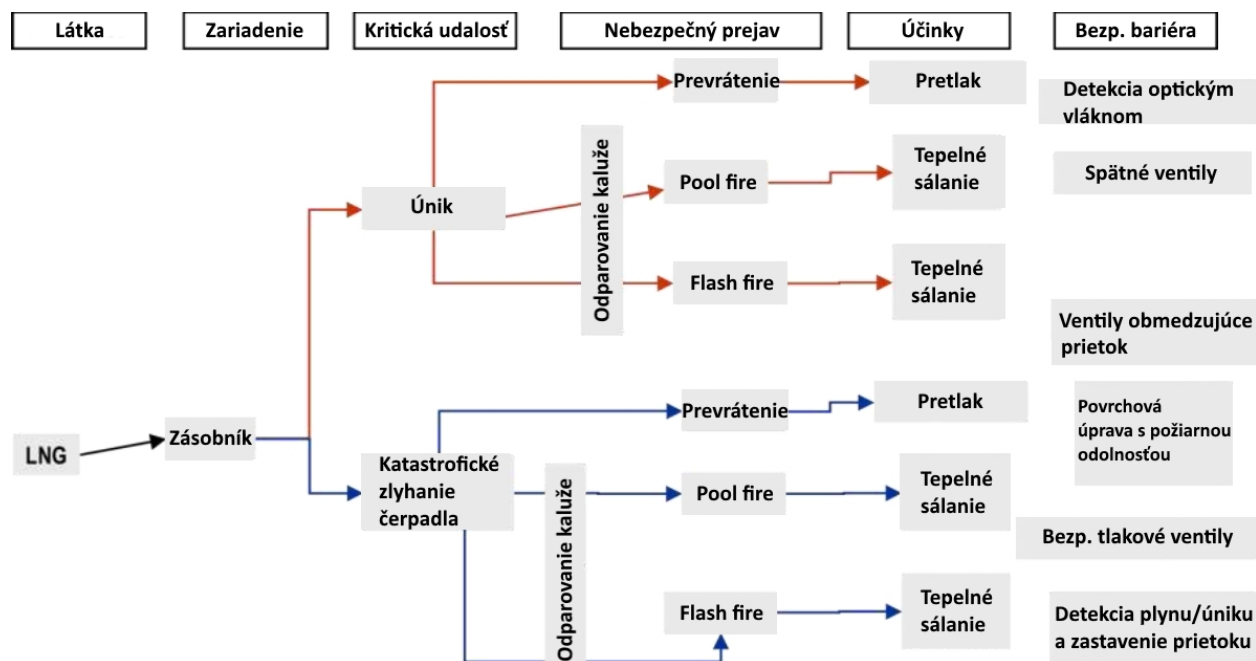 Látka
Zariadenie
Kritická udalosť
Nebezpečný prejav
Účinky
Bezp. bariéra
Prevrátenie
Pretlak
Detekcia optickým
vláknom
Odparovanie kaluže
Pool fire
Tepelné
sálanie
Spätné ventily
Únik
Flash fire
Tepelné
sálanie
Ventily obmedzujúce
prietok
Prevrátenie
Pretlak
Povrchová
úprava s požiarnou
odolnosťou
LNG
Zásobník
Katastrofické
zlyhanie
čerpadla
Odparovanie kaluže
Pool fire
Tepelné
sálanie
Bezp. tlakové ventily
Flash fire
Tepelné
sálanie
Detekcia plynu/úniku
a zastavenie prietoku